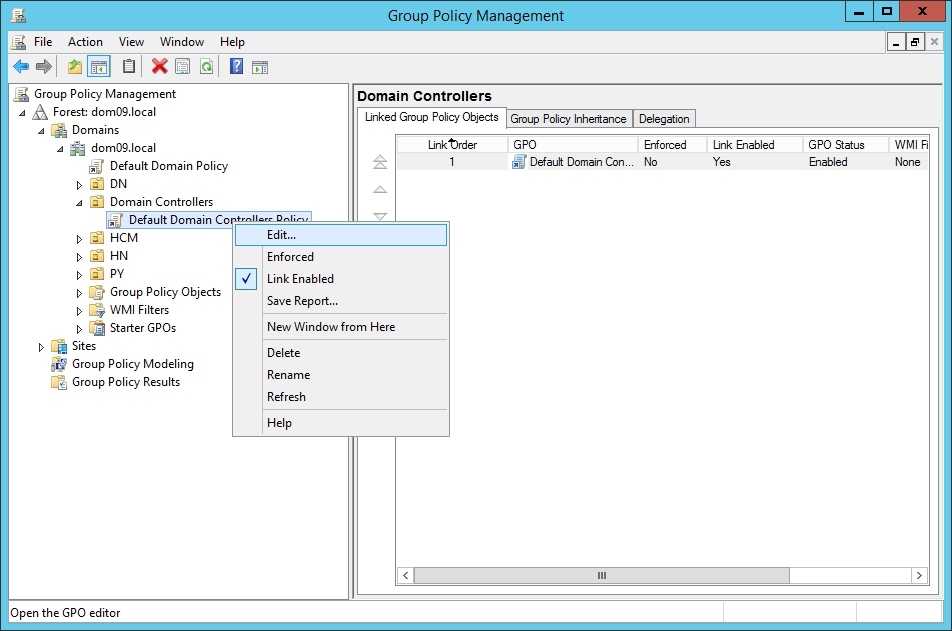 Group Policy Management
File Action View Window Help
Group Policy Management
Forest: dom09.local
Domains
dom09.local
Default Domain Policy
DN
Domain Controllers
Default Domain Controllers Policy
HCM
HN
PY
Group Policy Objects
WMI Filters
Starter GPOs
Sites
Group Policy Modeling
Group Policy Results
Edit...
Enforced
Link Enabled
Save Report...
New Window from Here
Delete
Rename
Refresh
Help
Domain Controllers
Linked Group Policy Objects Group Policy Inheritance Delegation
Link Order GPO Enforced Link Enabled GPO Status WMI Fi
1 Default Domain Con... No Yes Enabled None
Open the GPO editor